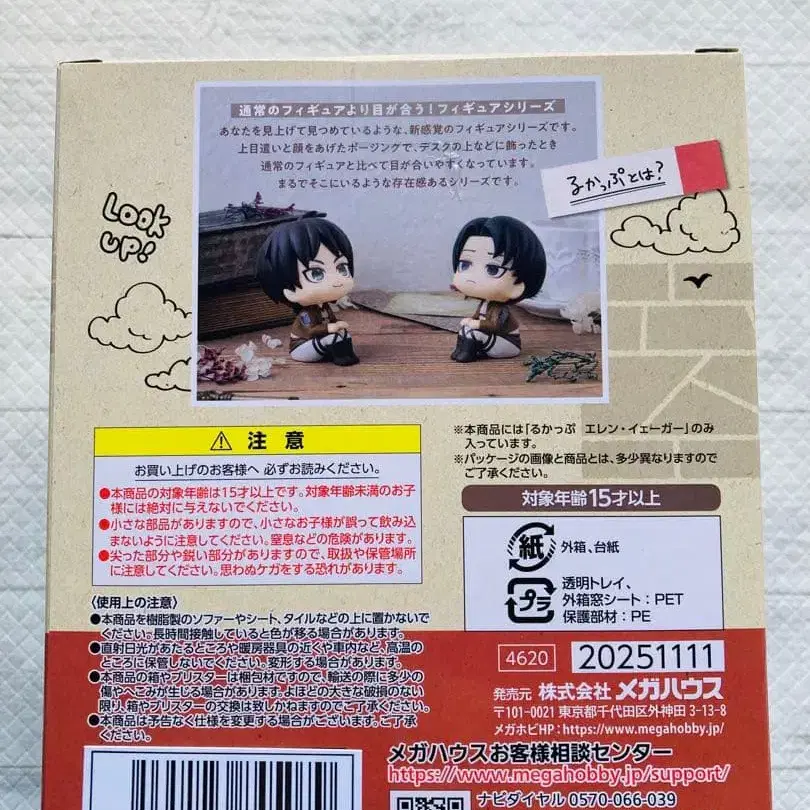 通常のフィギュアより目が合う！フィギュアシリーズ
あなたを見上げて見つめているような、新感覚のフィギュアシリーズです。
上目遣いと顔をあげたポージングで、デスクの上などに飾ったとき
通常のフィギュアと比べて目が合いやすくなっています。
まるでそこにいるような存在感あるシリーズです。
るかっぷとは?
Look
up!
⚠ 注意
お買い上げのお客様へ 必ずお読みください。
●本商品の対象年齢は15才以上です。対象年齢未満のお子
様には絶対に与えないでください。
●小さな部品がありますので、小さなお子様が誤って飲み込
まないように注意してください。窒息などの危険があります。
●尖った部分や鋭い部分がありますので、取扱や保管場所
に注意してください。思わぬケガをする恐れがあります。
〈使用上の注意〉
●本商品を樹脂製のソファーやシート、タイルなどの上に置かないで
ください。長時間接触していると色が移る場合があります。
●直射日光があたるところや暖房器具の近くや車内など、高温の
ところに保管しないでください。変形する場合があります。
●本商品の箱やブリスターは梱包材ですので、輸送の際に多少の
傷やへこみが生じる場合があります。よほどの大きな破損のない
限り、箱やブリスターの交換は致しかねますのでご了承ください。
●本商品は予告なく仕様を変更する場合がございます。ご了承
ください。
※本商品には「るかっぷ エレン・イェーガー」のみ
入っています。
※パッケージの画像と商品とは、多少異なりますので
ご了承ください。
対象年齢15才以上
紙 外箱、台紙
プラ 透明トレイ、
外箱窓シート：PET
保護部材：PE
4620 20251111
発売元 株式会社 メガハウス
〒101-0021 東京都千代田区外神田 3-13-8
メガホビHP：https://www.megahobby.jp/
メガハウスお客様相談センター
https://www.megahobby.jp/support/
ナビダイヤル 0570-066-039